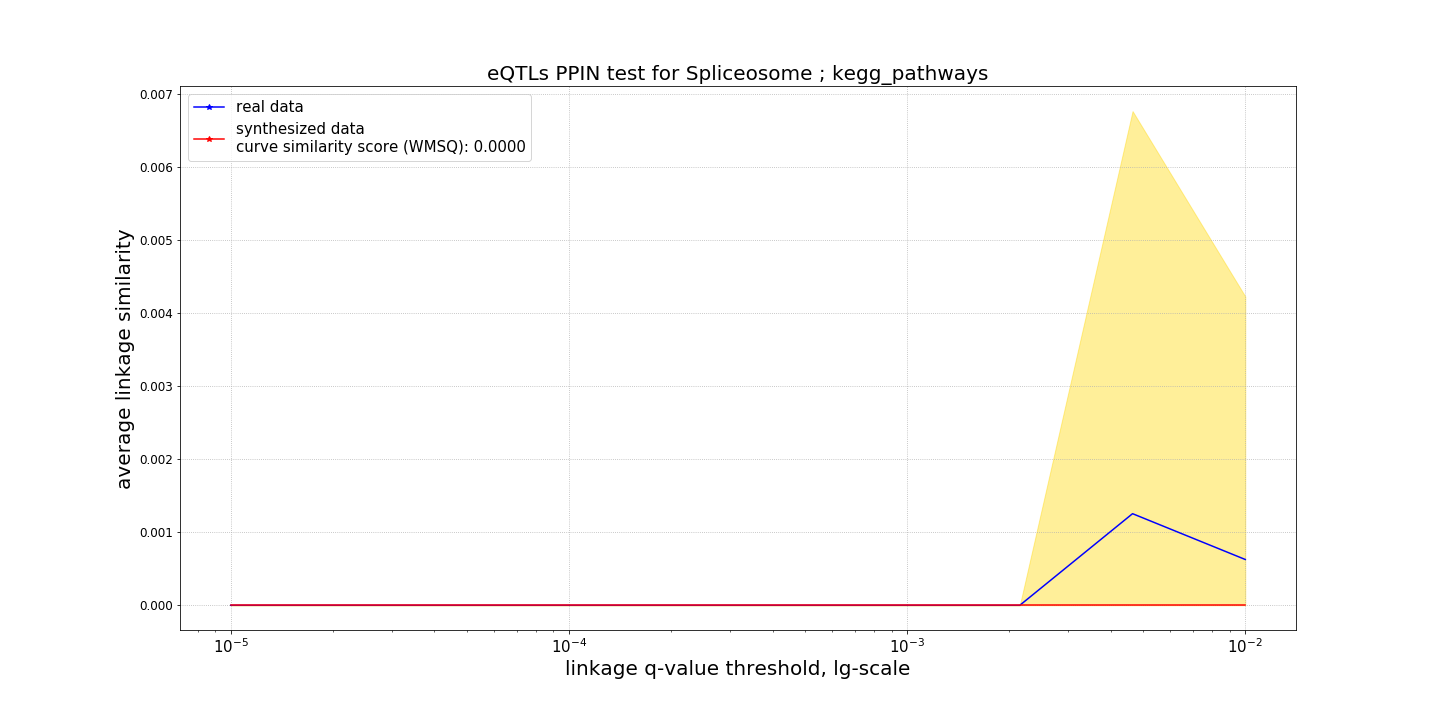 eQTLs PPIN test for Spliceosome ; kegg_pathways
real data
synthesized data
curve similarity score (WMSQ): 0.0000
average linkage similarity
0.007
0.006
0.005
0.004
0.003
0.002
0.001
0.000
10⁻⁵ 10⁻⁴ 10⁻³ 10⁻²
linkage q-value threshold, lg-scale